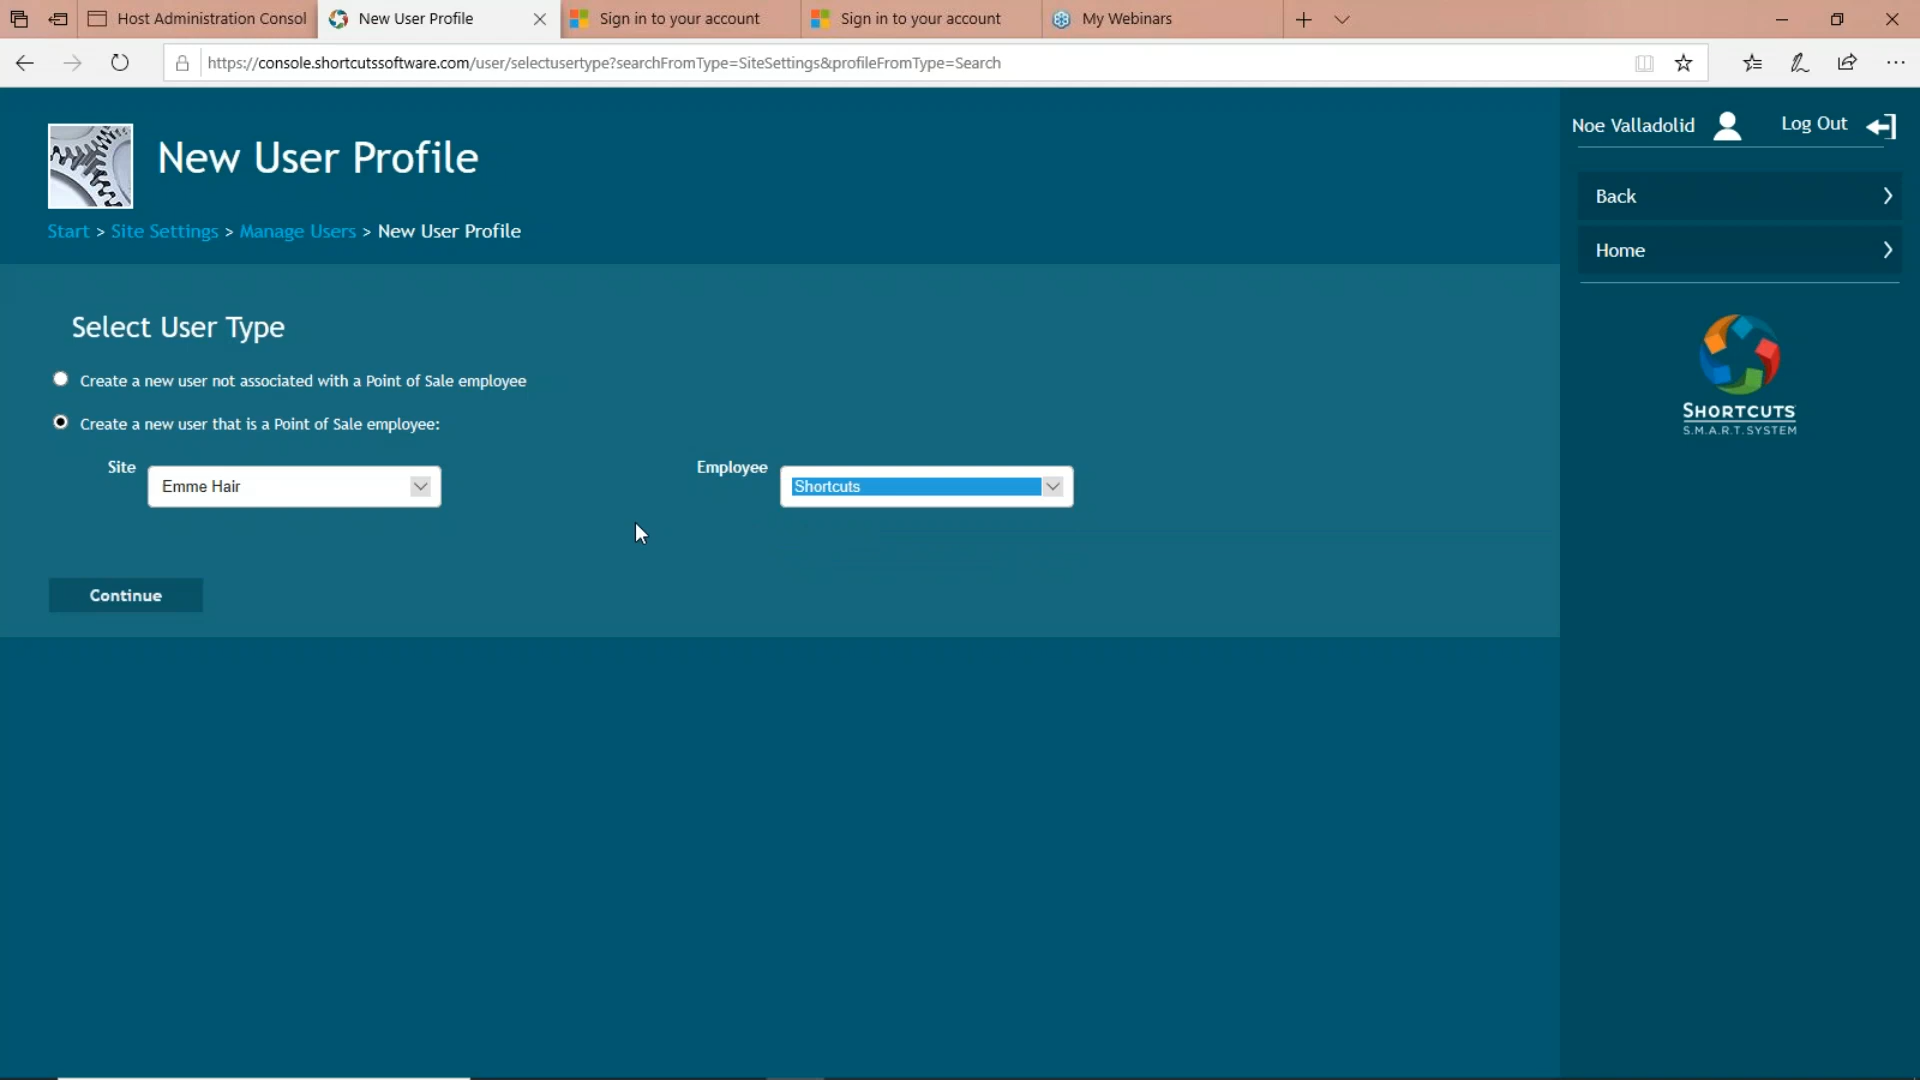 Host Administration Consol
New User Profile
Sign in to your account
Sign in to your account
My Webinars
https://console.shortcutssoftware.com/user/selectusertype?searchFromType=SiteSettings&profileFromType=Search
New User Profile
Start > Site Settings > Manage Users > New User Profile
Noe Valladolid
Log Out
Back
Home
SHORTCUTS
S.M.A.R.T. SYSTEM
Select User Type
Create a new user not associated with a Point of Sale employee
Create a new user that is a Point of Sale employee:
Site
Emme Hair
Employee
Shortcuts
Continue